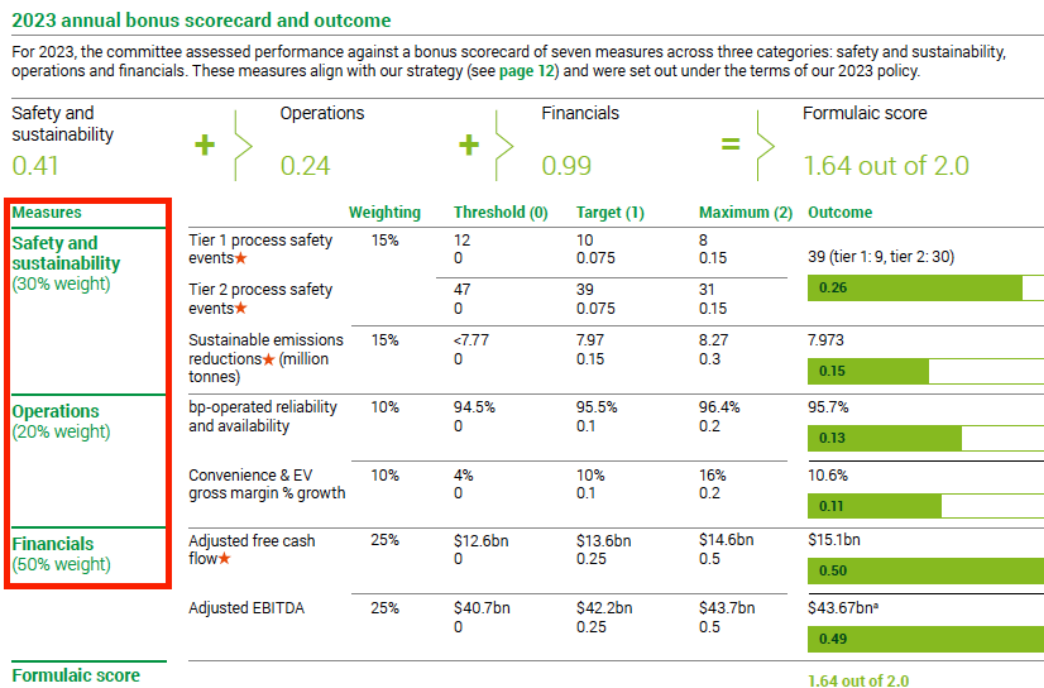 2023 annual bonus scorecard and outcome
For 2023, the committee assessed performance against a bonus scorecard of seven measures across three categories: safety and sustainability,
operations and financials. These measures align with our strategy (see page 12) and were set out under the terms of our 2023 policy.
Safety and
sustainability
0.41
+
Operations
0.24
+
Financials
0.99
=
Formulaic score
1.64 out of 2.0
Measures Weighting Threshold (0) Target (1) Maximum (2) Outcome
Safety and
sustainability
(30% weight)
Tier 1 process safety
events★
15%
12 10 8
0 0.075 0.15
39 (tier 1: 9, tier 2: 30)
0.26
Tier 2 process safety
events★
47 39 31
0 0.075 0.15
Sustainable emissions
reductions★ (million
tonnes)
15%
<7.77 7.97 8.27
0 0.15 0.3
7.973
0.15
Operations
(20% weight)
bp-operated reliability
and availability
10%
94.5% 95.5% 96.4%
0 0.1 0.2
95.7%
0.13
Convenience & EV
gross margin % growth
10%
4% 10% 16%
0 0.1 0.2
10.6%
0.11
Financials
(50% weight)
Adjusted free cash
flow★
25%
$12.6bn $13.6bn $14.6bn
0 0.25 0.5
$15.1bn
0.50
Adjusted EBITDA
25%
$40.7bn $42.2bn $43.7bn
0 0.25 0.5
$43.67bnᵃ
0.49
Formulaic score 1.64 out of 2.0